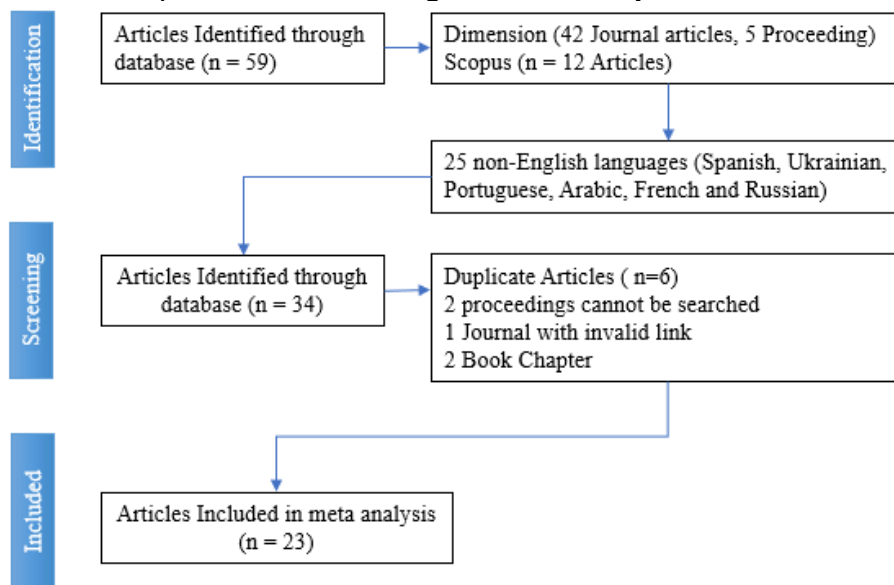 Identification
Articles Identified through
database (n = 59)
Dimension (42 Journal articles, 5 Proceeding)
Scopus (n = 12 Articles)
25 non-English languages (Spanish, Ukrainian,
Portuguese, Arabic, French and Russian)
Screening
Articles Identified through
database (n = 34)
Duplicate Articles ( n=6)
2 proceedings cannot be searched
1 Journal with invalid link
2 Book Chapter
Included
Articles Included in meta analysis
(n = 23)